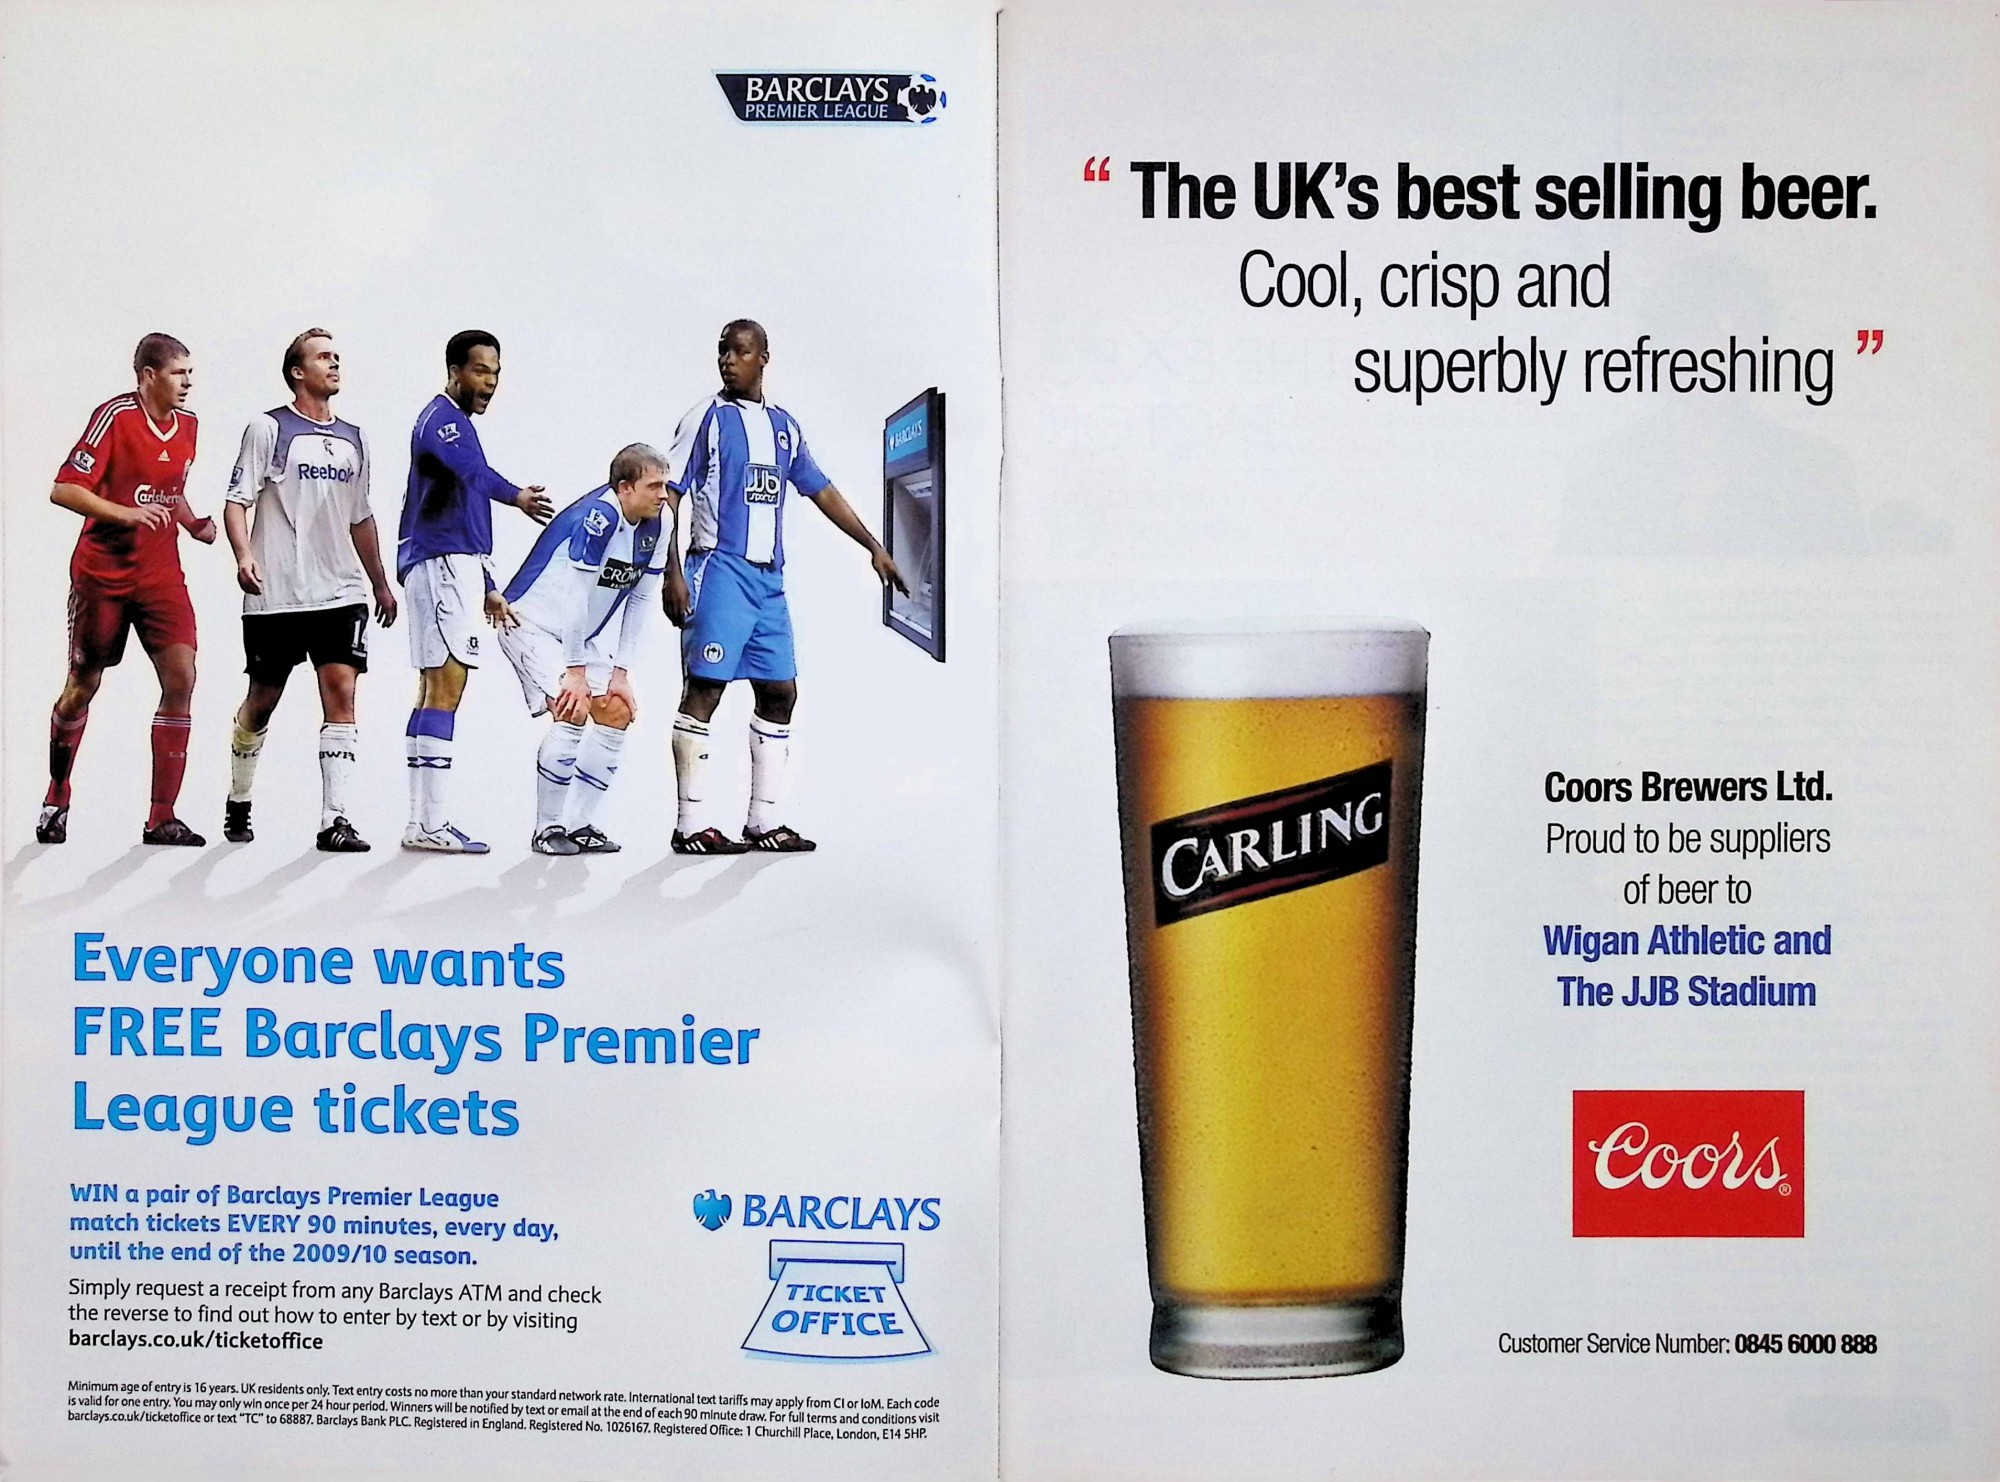 BARCLAYS
PREMIER LEAGUE
BARCLAYS
Carlsberg
Reebok
14
BWFC
CROWN
PAINTS
JJB
SPORTS
Everyone wants
FREE Barclays Premier
League tickets
WIN a pair of Barclays Premier League
match tickets EVERY 90 minutes, every day,
until the end of the 2009/10 season.
Simply request a receipt from any Barclays ATM and check
the reverse to find out how to enter by text or by visiting
barclays.co.uk/ticketoffice
BARCLAYS
TICKET
OFFICE
Minimum age of entry is 16 years. UK residents only. Text entry costs no more than your standard network rate. International text tariffs may apply from CI or IoM. Each code
is valid for one entry. You may only win once per 24 hour period. Winners will be notified by text or email at the end of each 90 minute draw. For full terms and conditions visit
barclays.co.uk/ticketoffice or text "TC" to 68887. Barclays Bank PLC. Registered in England. Registered No. 1026167. Registered Office: 1 Churchill Place, London, E14 5HP.
“ The UK's best selling beer.
Cool, crisp and
superbly refreshing ”
CARLING
Coors Brewers Ltd.
Proud to be suppliers
of beer to
Wigan Athletic and
The JJB Stadium
Coors®
Customer Service Number: 0845 6000 888